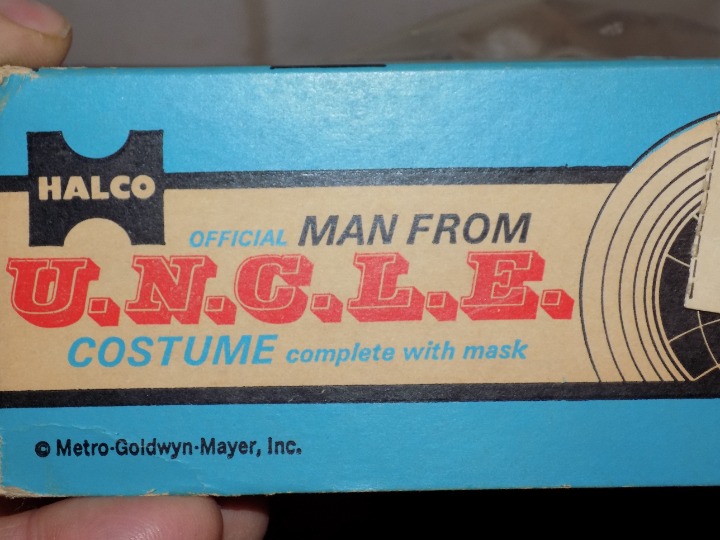 HALCO
OFFICIAL MAN FROM
U.N.C.L.E.
COSTUME complete with mask
© Metro-Goldwyn-Mayer, Inc.